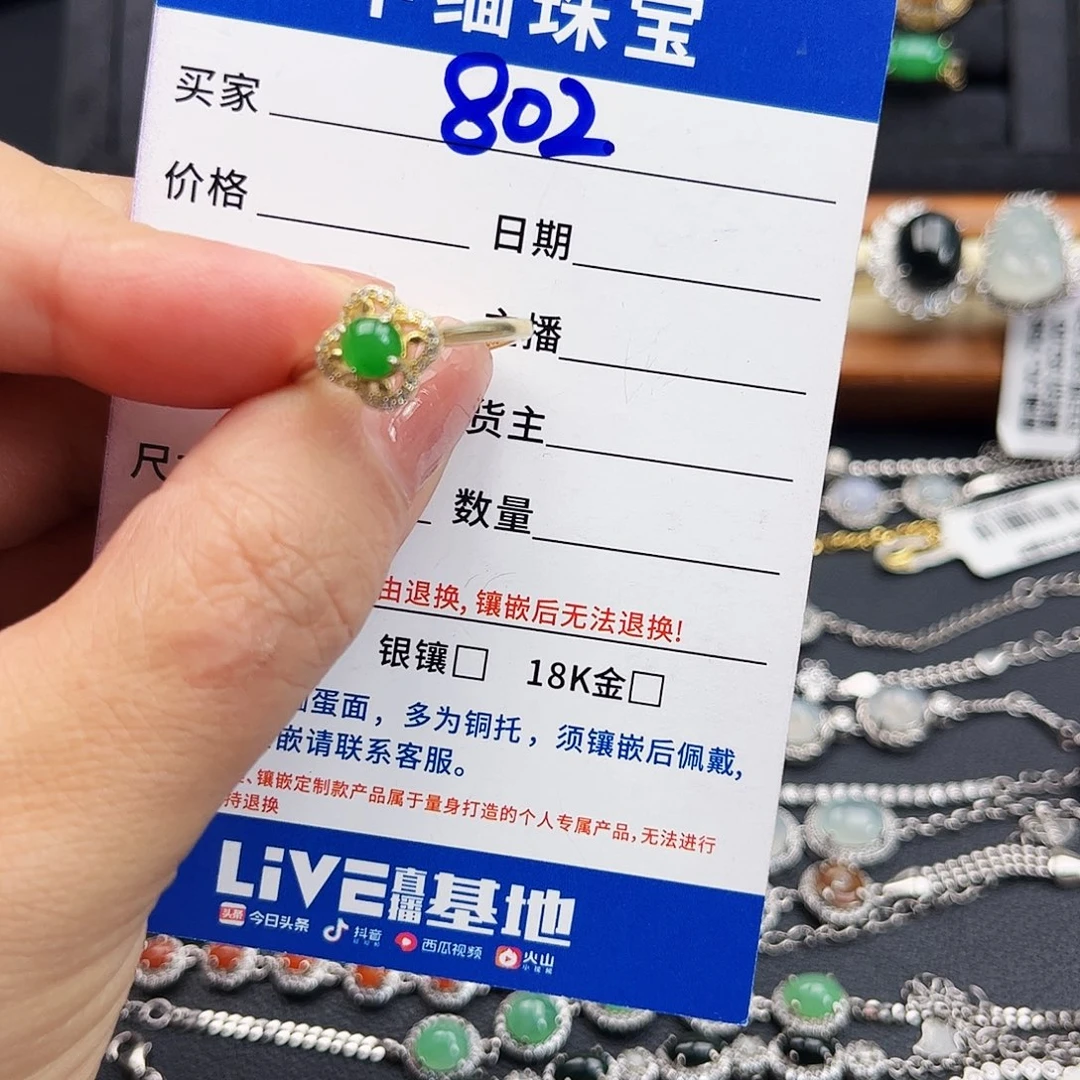 缅珠宝
买家 802
价格
日期
主播
货主
尺
数量
由退换, 镶嵌后无法退换!
银镶□ 18K金□
蛋面，多为铜托，须镶嵌后佩戴,
嵌请联系客服。
、镶嵌定制款产品属于量身打造的个人专属产品, 无法进行
持退换
LiVE直播基地
头条 今日头条 抖音 西瓜视频 火山